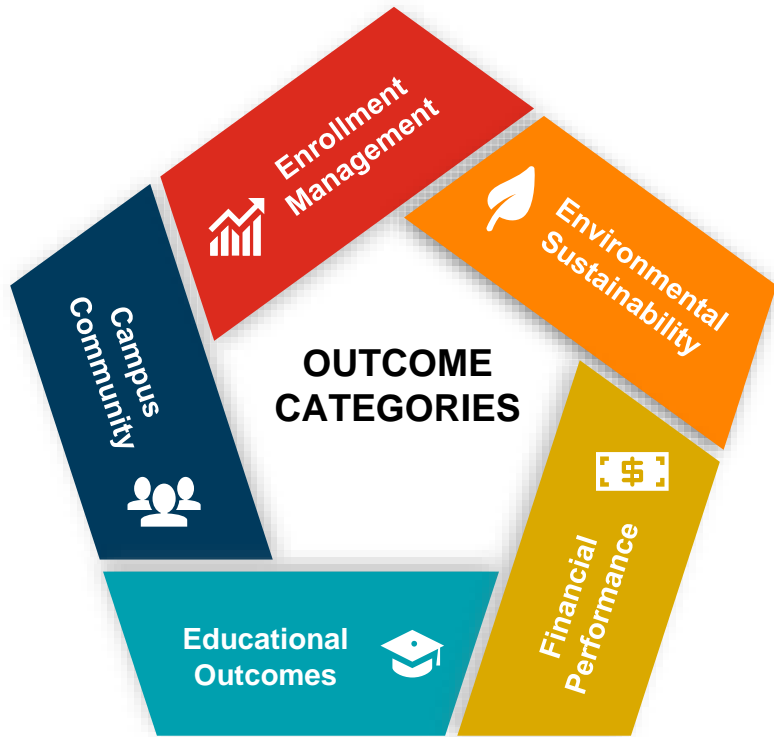 Enrollment
Management
Environmental
Sustainability
Campus
Community
OUTCOME
CATEGORIES
$
Financial
Performance
Educational
Outcomes